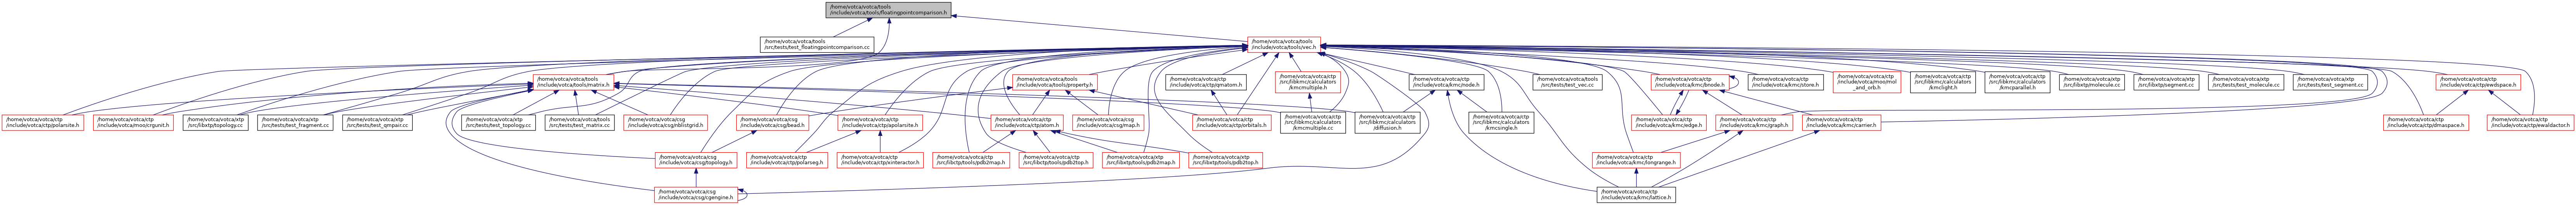 /home/votca/votca/tools
/include/votca/tools/floatingpointcomparison.h
/home/votca/votca/tools
/src/tests/test_floatingpointcomparison.cc
/home/votca/votca/tools
/include/votca/tools/vec.h
/home/votca/votca/tools
/include/votca/tools/matrix.h
/home/votca/votca/tools
/include/votca/tools/property.h
/home/votca/votca/ctp
/include/votca/ctp/qmatom.h
/home/votca/votca/ctp
/src/libkmc/calculators
/kmcmultiple.h
/home/votca/votca/ctp
/include/votca/kmc/node.h
/home/votca/votca/tools
/src/tests/test_vec.cc
/home/votca/votca/ctp
/include/votca/kmc/bnode.h
/home/votca/votca/ctp
/include/votca/kmc/store.h
/home/votca/votca/ctp
/include/votca/moo/mol
_and_orb.h
/home/votca/votca/ctp
/src/libkmc/calculators
/kmclight.h
/home/votca/votca/ctp
/src/libkmc/calculators
/kmcparallel.h
/home/votca/votca/xtp
/src/libxtp/molecule.cc
/home/votca/votca/xtp
/src/libxtp/segment.cc
/home/votca/votca/xtp
/src/tests/test_molecule.cc
/home/votca/votca/xtp
/src/tests/test_segment.cc
/home/votca/votca/ctp
/include/votca/ctp/ewdspace.h
/home/votca/votca/ctp
/include/votca/ctp/polarsite.h
/home/votca/votca/ctp
/include/votca/moo/crgunit.h
/home/votca/votca/xtp
/src/libxtp/topology.cc
/home/votca/votca/xtp
/src/tests/test_fragment.cc
/home/votca/votca/xtp
/src/tests/test_qmpair.cc
/home/votca/votca/xtp
/src/tests/test_topology.cc
/home/votca/votca/tools
/src/tests/test_matrix.cc
/home/votca/votca/csg
/include/votca/csg/nblistgrid.h
/home/votca/votca/csg
/include/votca/csg/bead.h
/home/votca/votca/ctp
/include/votca/ctp/apolarsite.h
/home/votca/votca/ctp
/include/votca/ctp/atom.h
/home/votca/votca/csg
/include/votca/csg/map.h
/home/votca/votca/ctp
/include/votca/ctp/orbitals.h
/home/votca/votca/ctp
/src/libkmc/calculators
/kmcmultiple.cc
/home/votca/votca/ctp
/src/libkmc/calculators
/diffusion.h
/home/votca/votca/ctp
/src/libkmc/calculators
/kmcsingle.h
/home/votca/votca/ctp
/include/votca/kmc/edge.h
/home/votca/votca/ctp
/include/votca/kmc/graph.h
/home/votca/votca/ctp
/include/votca/kmc/carrier.h
/home/votca/votca/ctp
/include/votca/ctp/dmaspace.h
/home/votca/votca/ctp
/include/votca/ctp/ewaldactor.h
/home/votca/votca/csg
/include/votca/csg/topology.h
/home/votca/votca/ctp
/include/votca/ctp/polarseg.h
/home/votca/votca/ctp
/include/votca/ctp/xinteractor.h
/home/votca/votca/ctp
/src/libctp/tools/pdb2map.h
/home/votca/votca/ctp
/src/libctp/tools/pdb2top.h
/home/votca/votca/xtp
/src/libxtp/tools/pdb2map.h
/home/votca/votca/xtp
/src/libxtp/tools/pdb2top.h
/home/votca/votca/ctp
/include/votca/kmc/longrange.h
/home/votca/votca/csg
/include/votca/csg/cgengine.h
/home/votca/votca/ctp
/include/votca/kmc/lattice.h